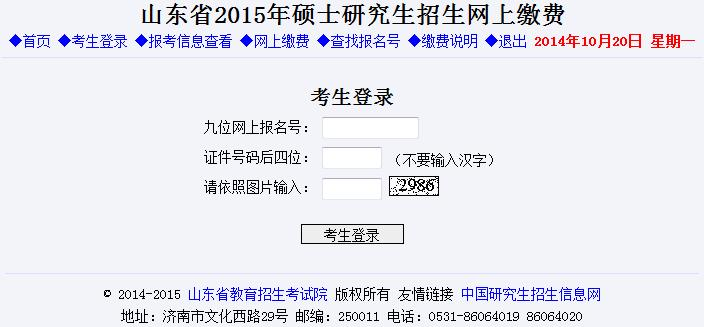 山东省2015年硕士研究生招生网上缴费
◆首页 ◆考生登录 ◆报考信息查看 ◆网上缴费 ◆查找报名号 ◆缴费说明 ◆退出 2014年10月20日 星期一
考生登录
九位网上报名号：
证件号码后四位： （不要输入汉字）
请依照图片输入： 2986
考生登录
© 2014-2015 山东省教育招生考试院 版权所有 友情链接 中国研究生招生信息网
地址：济南市文化西路29号 邮编：250011 电话：0531-86064019 86064020